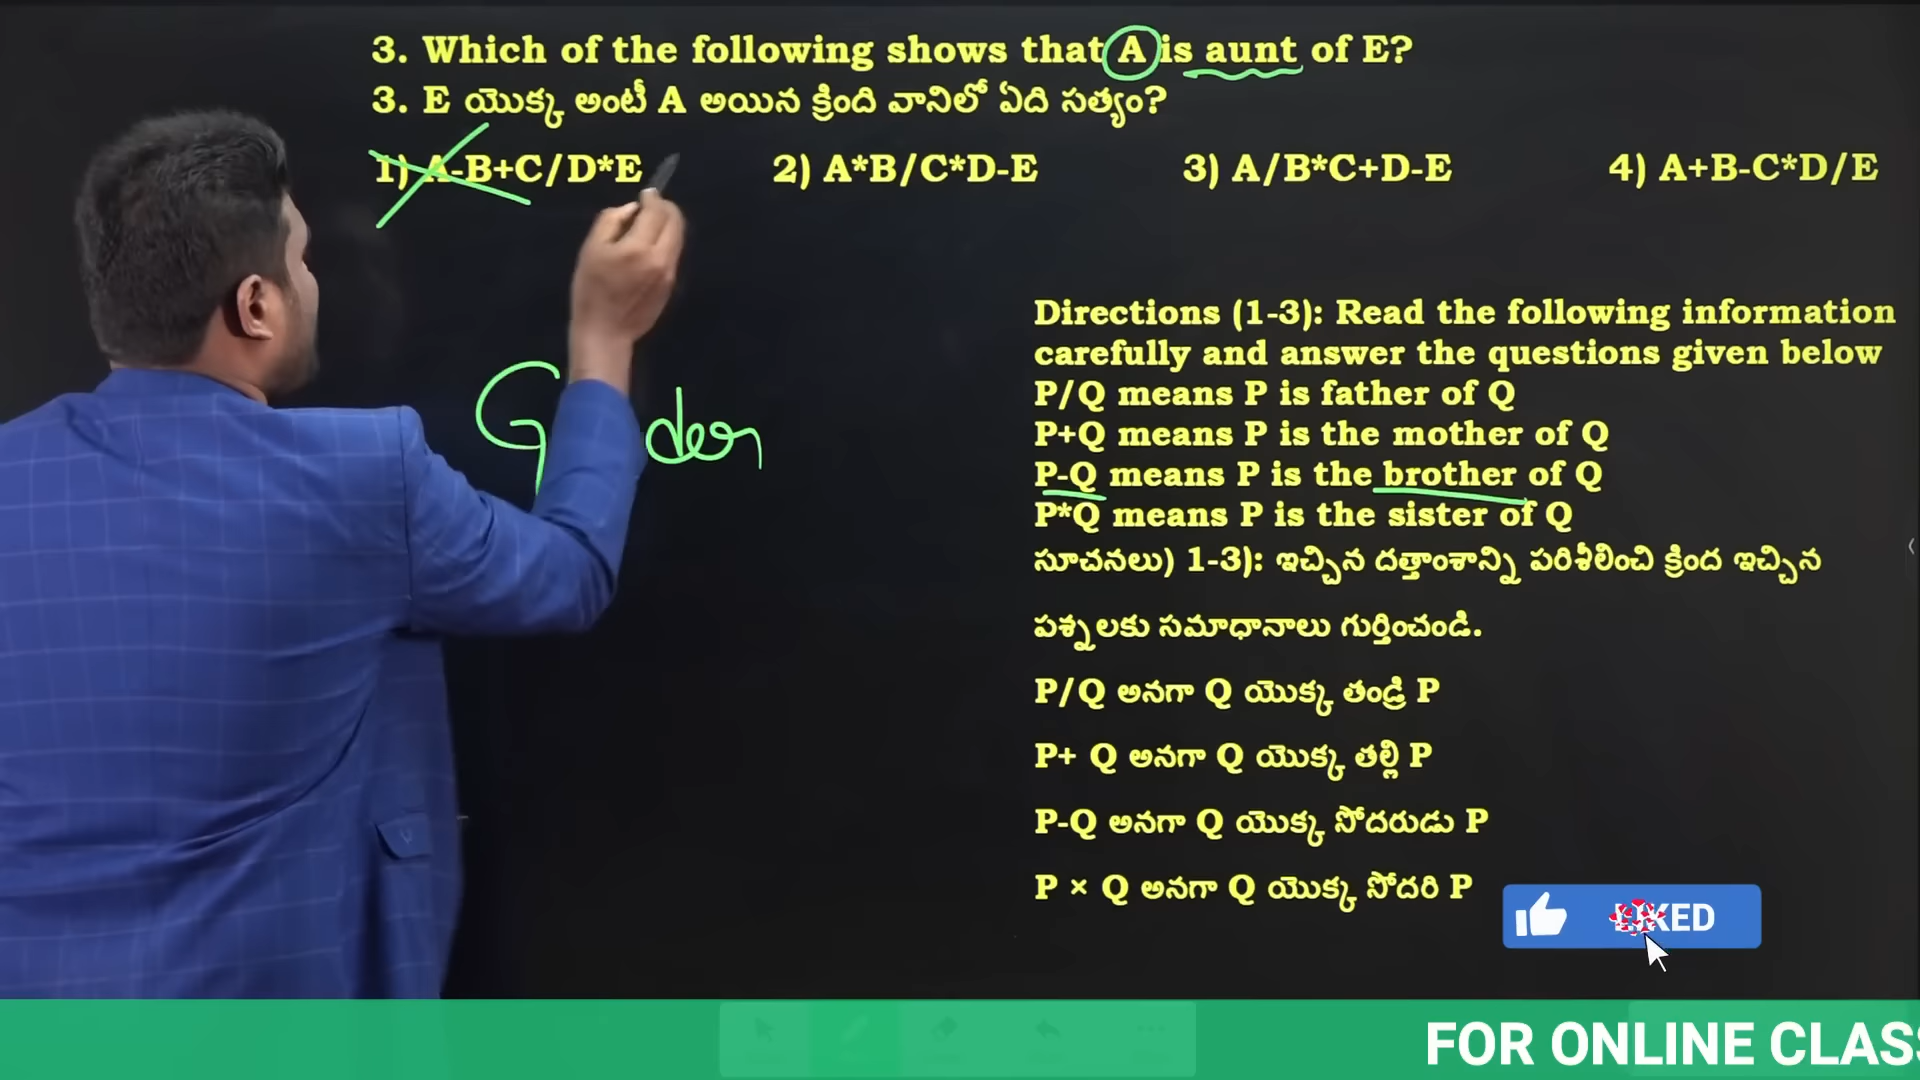 3. Which of the following shows that A is aunt of E?
3. E యొక్క అంటీ A అయిన క్రింది వానిలో ఏది సత్యం?
1) A-B+C/D*E 2) A*B/C*D-E 3) A/B*C+D-E 4) A+B-C*D/E
Directions (1-3): Read the following information
carefully and answer the questions given below
P/Q means P is father of Q
P+Q means P is the mother of Q
P-Q means P is the brother of Q
P*Q means P is the sister of Q
సూచనలు) 1-3): ఇచ్చిన దత్తాంశాన్ని పరిశీలించి క్రింద ఇచ్చిన
పశ్నలకు సమాధానాలు గుర్తించండి.
P/Q అనగా Q యొక్క తండ్రి P
P+ Q అనగా Q యొక్క తల్లి P
P-Q అనగా Q యొక్క సోదరుడు P
P × Q అనగా Q యొక్క సోదరి P
LIKED
FOR ONLINE CLASS